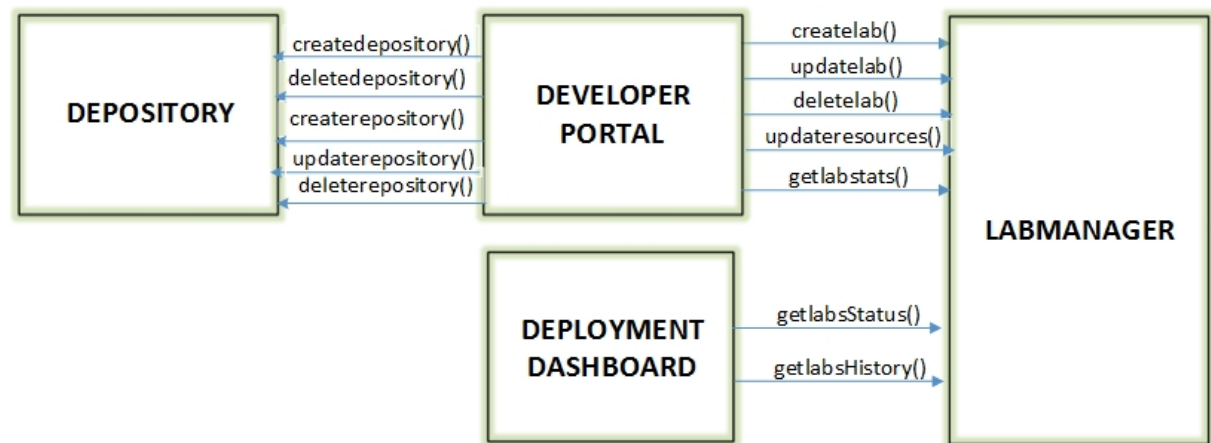 DEPOSITORY
createdepository()
deletedepository()
createrepository()
updaterepository()
deleterepository()
DEVELOPER
PORTAL
createlab()
updatelab()
deletelab()
updateresources()
getlabstats()
LABMANAGER
DEPLOYMENT
DASHBOARD
getlabsStatus()
getlabsHistory()